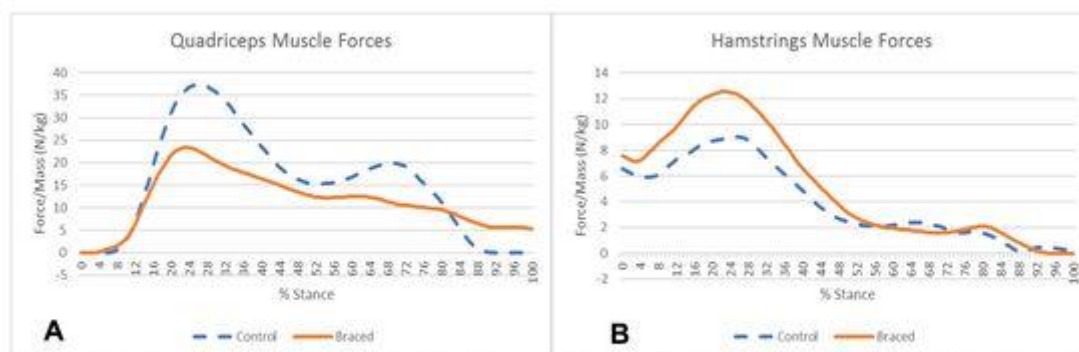 Quadriceps Muscle Forces
40
35
30
25
20
15
10
5
0
-5
Force/Mass (N/kg)
0 4 8 12 16 20 24 28 32 36 40 44 48 52 56 60 64 68 72 76 80 84 88 92 96 100
% Stance
A
Control Braced
Hamstrings Muscle Forces
14
12
10
8
6
4
2
0
-2
Force/Mass (N/kg)
0 4 8 12 16 20 24 28 32 36 40 44 48 52 56 60 64 68 72 76 80 84 88 92 96 100
% Stance
B
Control Braced